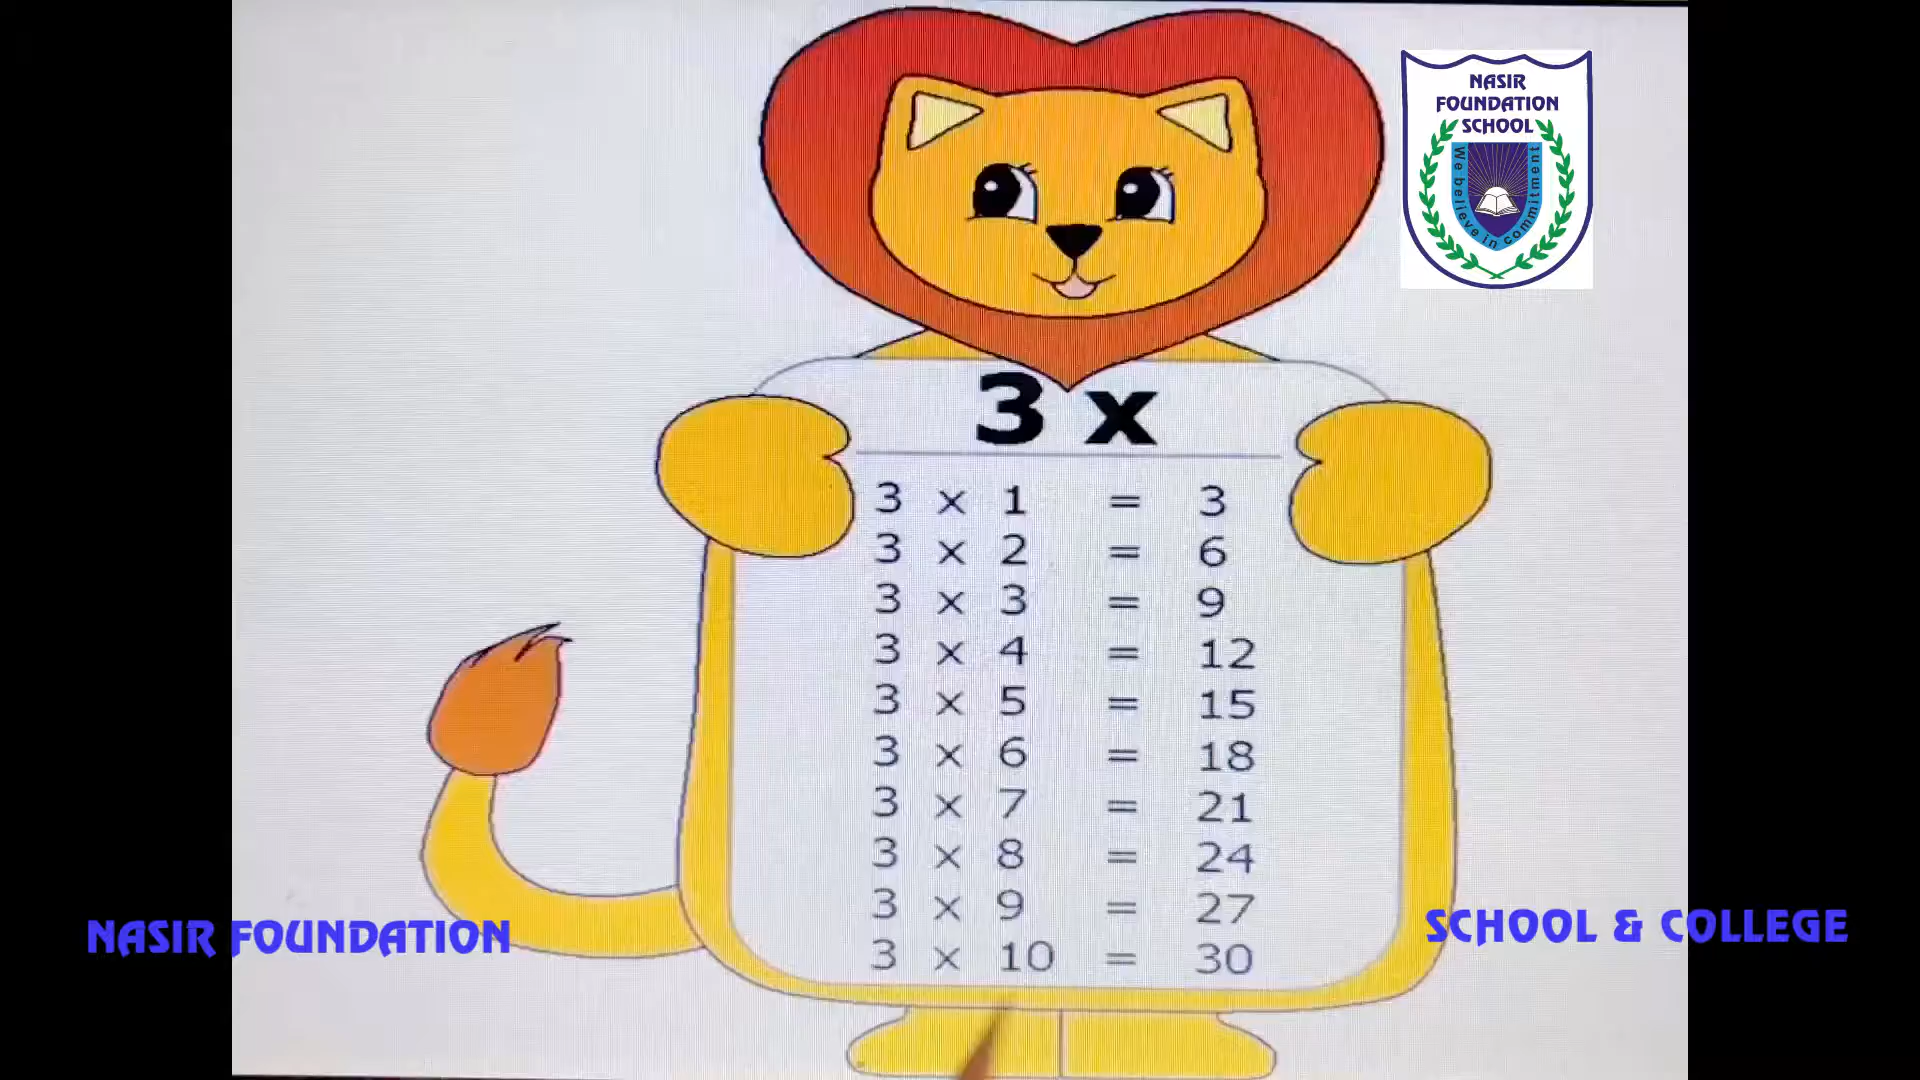 NASIR
FOUNDATION
SCHOOL
We believe in commitment
3 x
3 x 1 = 3
3 x 2 = 6
3 x 3 = 9
3 x 4 = 12
3 x 5 = 15
3 x 6 = 18
3 x 7 = 21
3 x 8 = 24
3 x 9 = 27
3 x 10 = 30
NASIR FOUNDATION
SCHOOL & COLLEGE